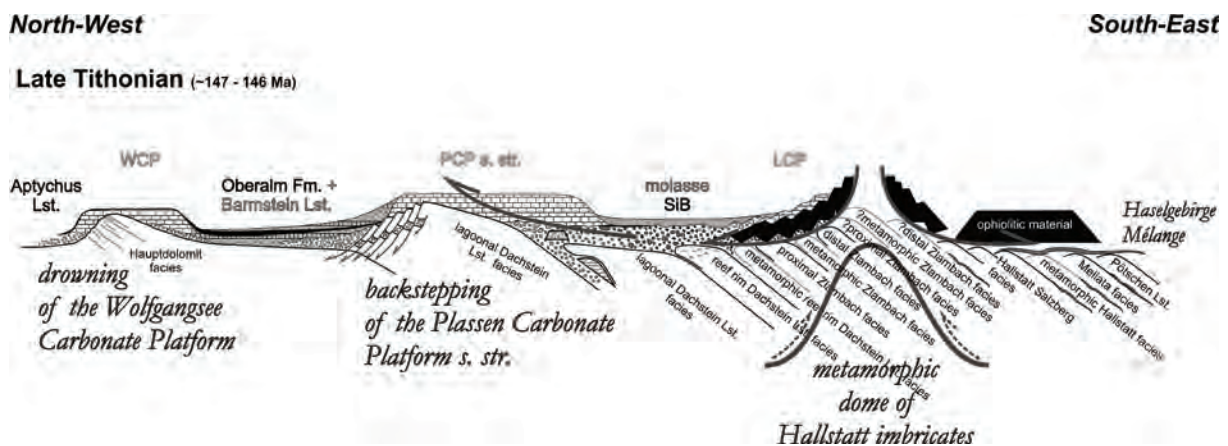 North-West
South-East
Late Tithonian (~147 - 146 Ma)
WCP
PCP s. str.
LCP
Aptychus
Lst.
Oberalm Fm. +
Barmstein Lst.
molasse
SiB
ophiolitic material
Haselgebirge
Mélange
Hauptdolomit
facies
lagoonal Dachstein
Lst. facies
lagoonal Dachstein Lst.
facies
reef rim Dachstein Lst. facies
metamorphic reef rim Dachstein facies
proximal Zlambach facies
metamorphic Zlambach facies
distal Zlambach facies
?proximal Zlambach facies
?metamorphic Zlambach facies
?distal Zlambach facies
Hallstatt Salzberg
facies
metamorphic Hallstatt facies
Meliata facies
Pötschen Lst.
drowning
of the Wolfgangsee
Carbonate Platform
backstepping
of the Plassen Carbonate
Platform s. str.
metamorphic
dome of
Hallstatt imbricates